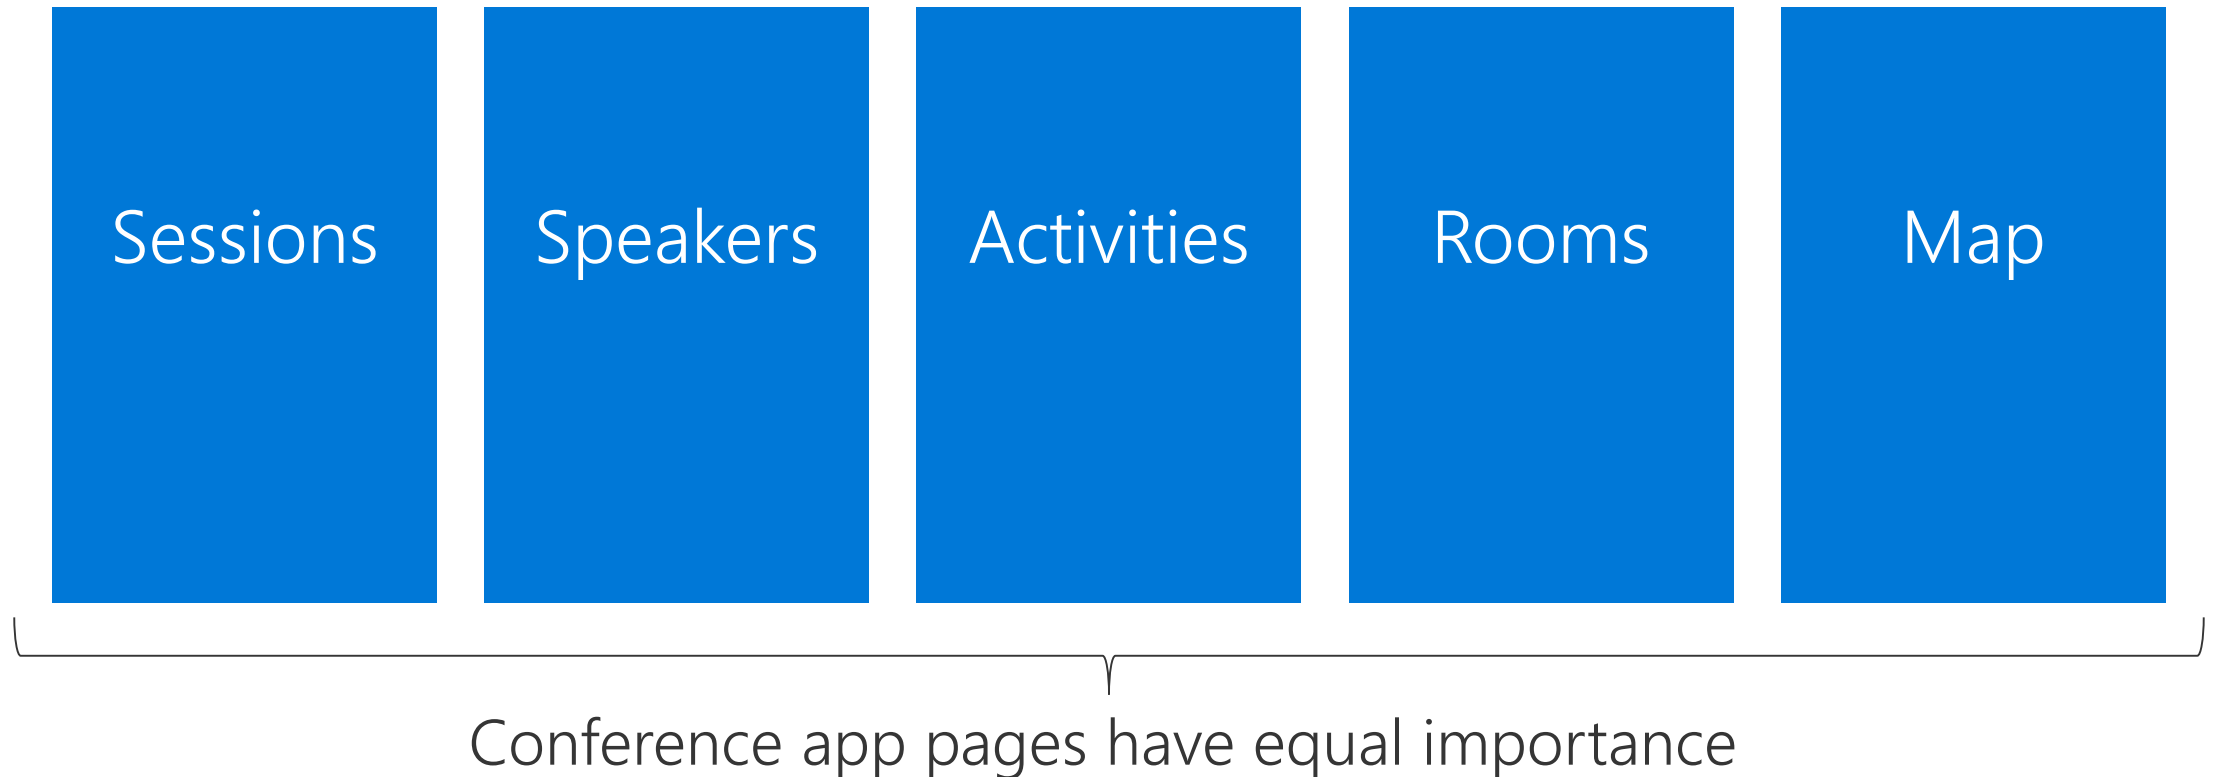 Sessions
Speakers
Activities
Rooms
Map
Conference app pages have equal importance